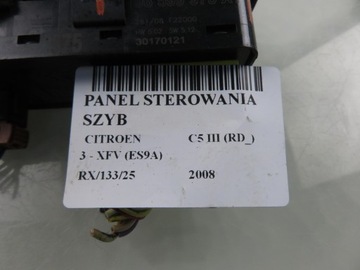 30170121
PANEL STEROWANIA
SZYB
CITROEN C5 III (RD_)
3 - XFV (ES9A)
RX/133/25 2008